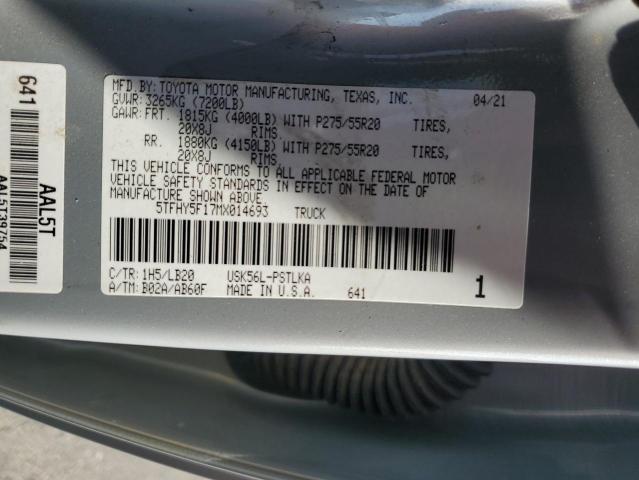 MFD.BY:TOYOTA MOTOR MANUFACTURING, TEXAS, INC. 04/21
GVWR: 3265KG (7200LB)
GAWR: FRT. 1815KG (4000LB) WITH P275/55R20 TIRES,
20X8J RIMS.
RR. 1880KG (4150LB) WITH P275/55R20 TIRES,
20X8J RIMS.
THIS VEHICLE CONFORMS TO ALL APPLICABLE FEDERAL MOTOR
VEHICLE SAFETY STANDARDS IN EFFECT ON THE DATE OF
MANUFACTURE SHOWN ABOVE.
5TFHY5F17MX014693 TRUCK
C/TR: 1H5/LB20 USK56L-PSTLKA
A/TM: B02A/AB60F MADE IN U.S.A. 641 1
641
AAL5T
AAL5T39754